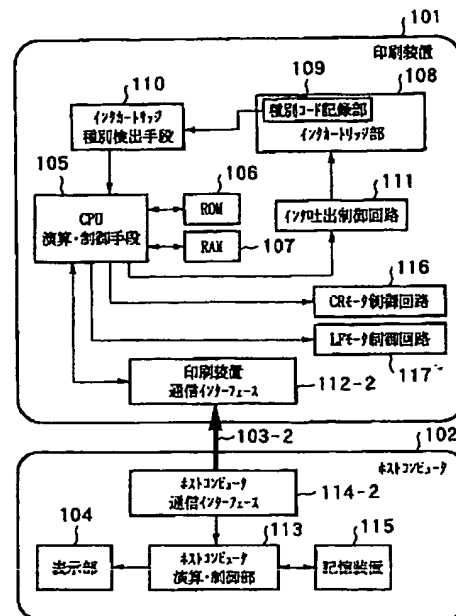 101
印刷装置
110
109
108
インクカートリッジ
種別検出手段
種別コード記録部
インクカートリッジ部
105
106
CPU
演算・制御手段
ROM
111
RAM
107
インク吐出制御回路
116
CRモータ制御回路
LFモータ制御回路
117
印刷装置
通信インターフェース
112-2
103-2
102
ホストコンピュータ
ホストコンピュータ
通信インターフェース
114-2
104
113
115
表示部
ホストコンピュータ
演算・制御部
記憶装置